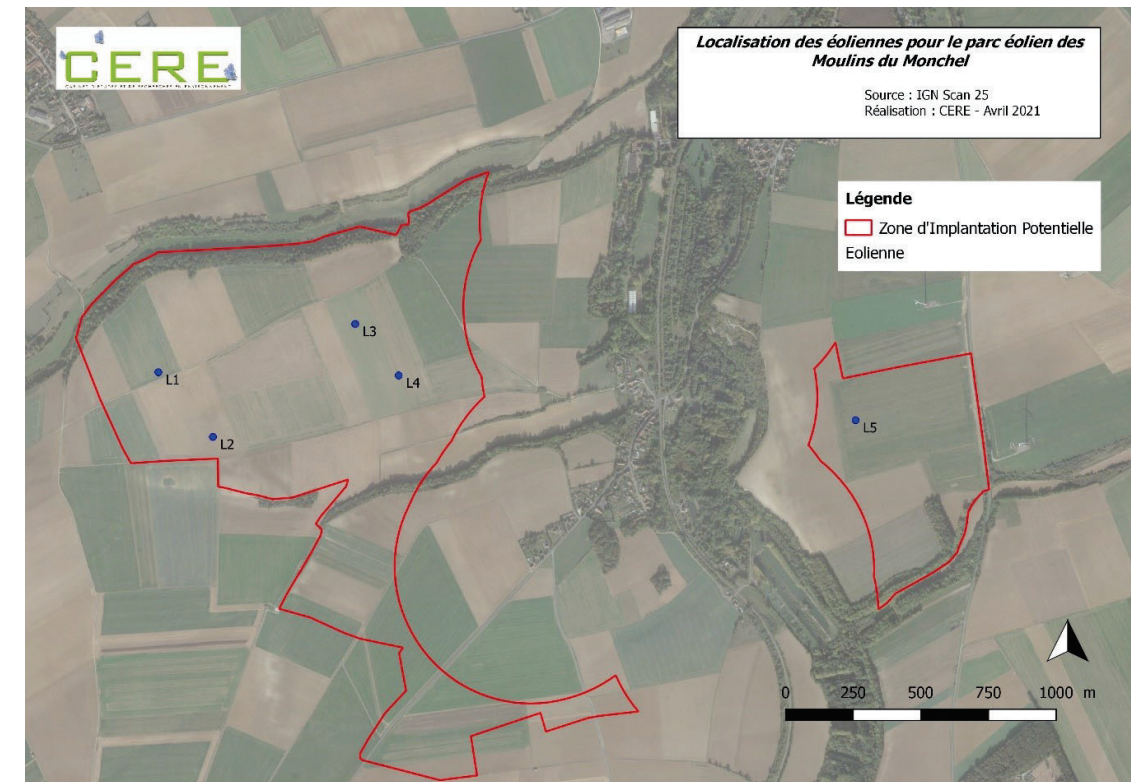 CERE
Localisation des éoliennes pour le parc éolien des
Moulins du Monchel
Source : IGN Scan 25
Réalisation : CERE - Avril 2021
Légende
Zone d'Implantation Potentielle
Eolienne
L3
L1
L4
L2
L5
0 250 500 750 1000 m